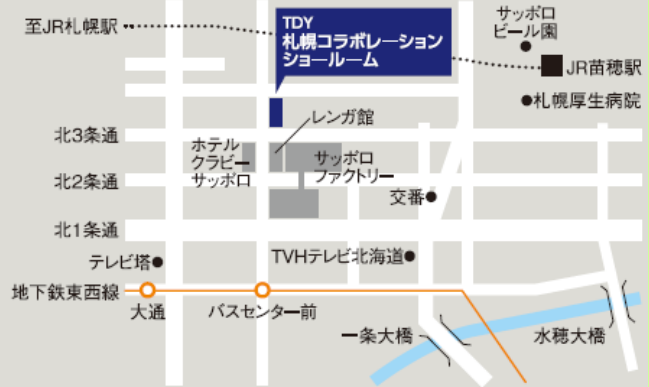 至JR札幌駅
TDY
札幌コラボレーション
ショールーム
サッポロ
ビール園
JR苗穂駅
札幌厚生病院
レンガ館
北3条通
ホテル
クラビー
サッポロ
サッポロ
ファクトリー
北2条通
交番
北1条通
テレビ塔
TVHテレビ北海道
地下鉄東西線
大通
バスセンター前
一条大橋
水穂大橋